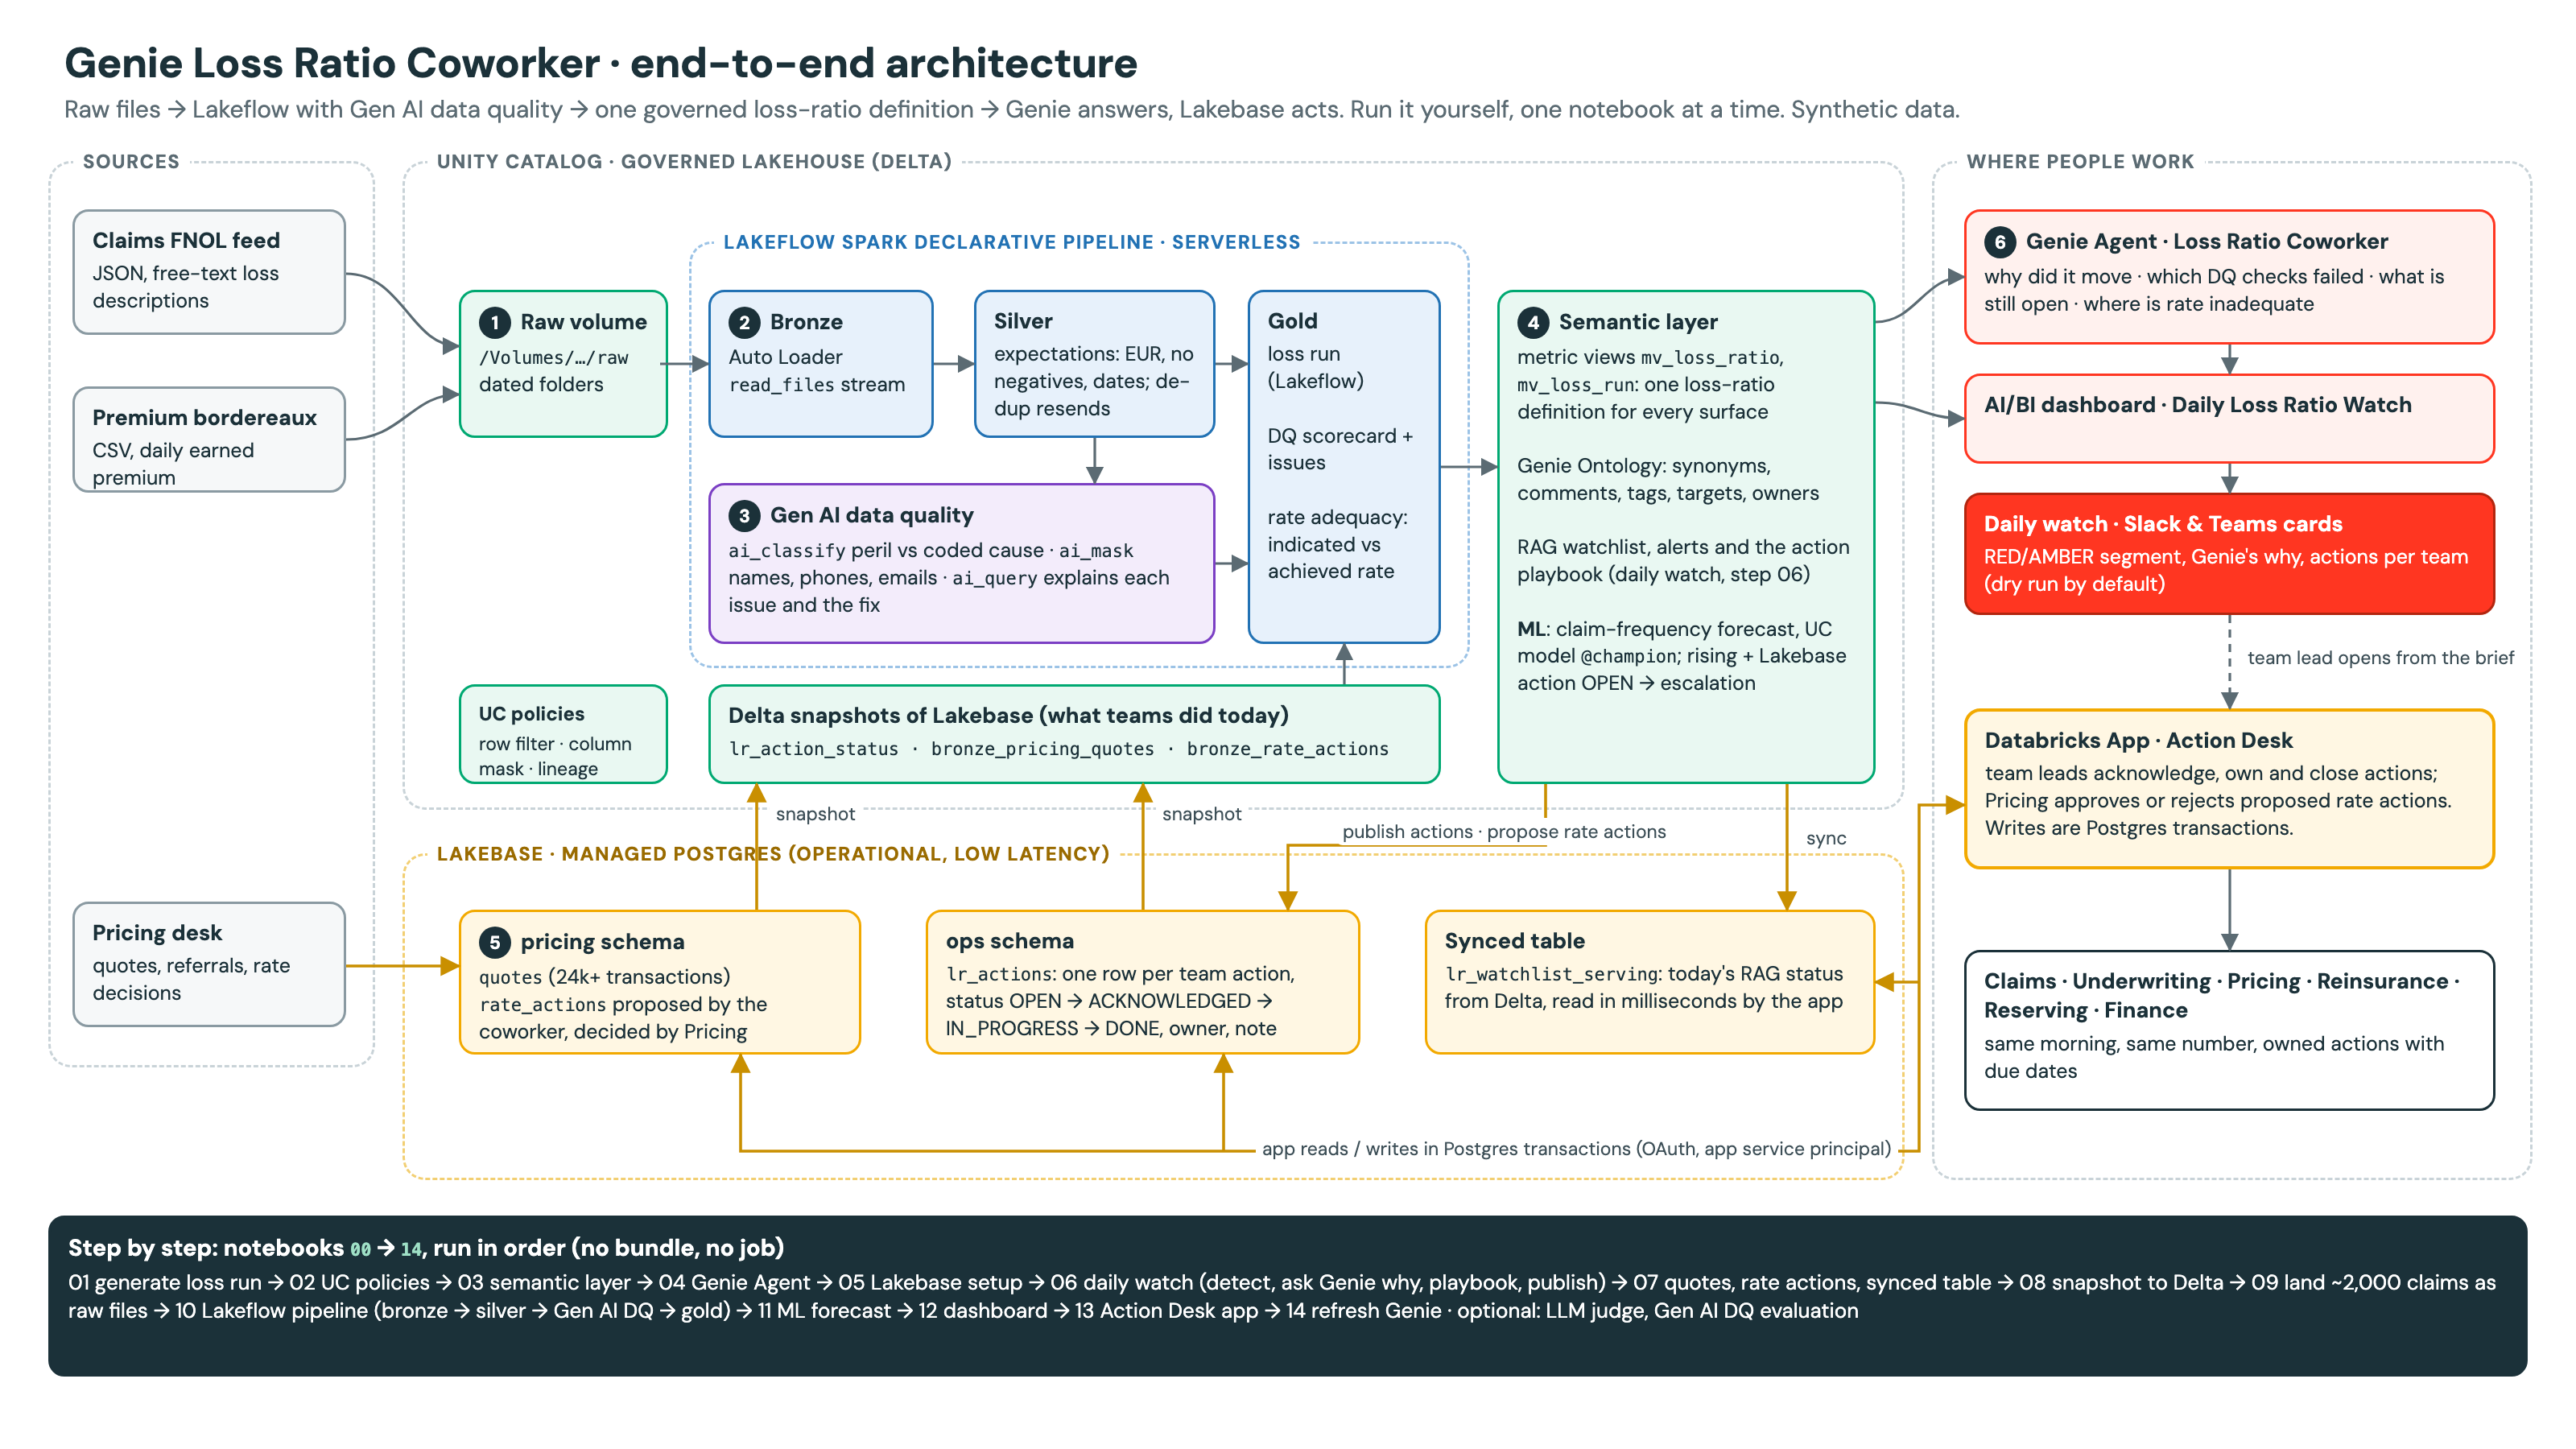 Genie Loss Ratio Coworker · end-to-end architecture
Raw files → Lakeflow with Gen AI data quality → one governed loss-ratio definition → Genie answers, Lakebase acts. Run it yourself, one notebook at a time. Synthetic data.
SOURCES
Claims FNOL feed
JSON, free-text loss
descriptions
Premium bordereaux
CSV, daily earned
premium
Pricing desk
quotes, referrals, rate
decisions
UNITY CATALOG · GOVERNED LAKEHOUSE (DELTA)
1 Raw volume
/Volumes/…/raw
dated folders
LAKEFLOW SPARK DECLARATIVE PIPELINE · SERVERLESS
2 Bronze
Auto Loader
read_files stream
Silver
expectations: EUR, no
negatives, dates; de-
dup resends
Gold
loss run
(Lakeflow)
DQ scorecard +
issues
rate adequacy:
indicated vs
achieved rate
3 Gen AI data quality
ai_classify peril vs coded cause · ai_mask
names, phones, emails · ai_query explains each
issue and the fix
UC policies
row filter · column
mask · lineage
Delta snapshots of Lakebase (what teams did today)
lr_action_status · bronze_pricing_quotes · bronze_rate_actions
4 Semantic layer
metric views mv_loss_ratio,
mv_loss_run: one loss-ratio
definition for every surface
Genie Ontology: synonyms,
comments, tags, targets, owners
RAG watchlist, alerts and the action
playbook (daily watch, step 06)
ML: claim-frequency forecast, UC
model @champion; rising + Lakebase
action OPEN → escalation
snapshot
snapshot
publish actions · propose rate actions
sync
LAKEBASE · MANAGED POSTGRES (OPERATIONAL, LOW LATENCY)
5 pricing schema
quotes (24k+ transactions)
rate_actions proposed by the
coworker, decided by Pricing
ops schema
lr_actions: one row per team action,
status OPEN → ACKNOWLEDGED →
IN_PROGRESS → DONE, owner, note
Synced table
lr_watchlist_serving: today's RAG status
from Delta, read in milliseconds by the app
app reads / writes in Postgres transactions (OAuth, app service principal)
WHERE PEOPLE WORK
6 Genie Agent · Loss Ratio Coworker
why did it move · which DQ checks failed · what is
still open · where is rate inadequate
AI/BI dashboard · Daily Loss Ratio Watch
Daily watch · Slack & Teams cards
RED/AMBER segment, Genie's why, actions per team
(dry run by default)
team lead opens from the brief
Databricks App · Action Desk
team leads acknowledge, own and close actions;
Pricing approves or rejects proposed rate actions.
Writes are Postgres transactions.
Claims · Underwriting · Pricing · Reinsurance ·
Reserving · Finance
same morning, same number, owned actions with
due dates
Step by step: notebooks 00 → 14, run in order (no bundle, no job)
01 generate loss run → 02 UC policies → 03 semantic layer → 04 Genie Agent → 05 Lakebase setup → 06 daily watch (detect, ask Genie why, playbook, publish) → 07 quotes, rate actions, synced table → 08 snapshot to Delta → 09 land ~2,000 claims as
raw files → 10 Lakeflow pipeline (bronze → silver → Gen AI DQ → gold) → 11 ML forecast → 12 dashboard → 13 Action Desk app → 14 refresh Genie · optional: LLM judge, Gen AI DQ evaluation